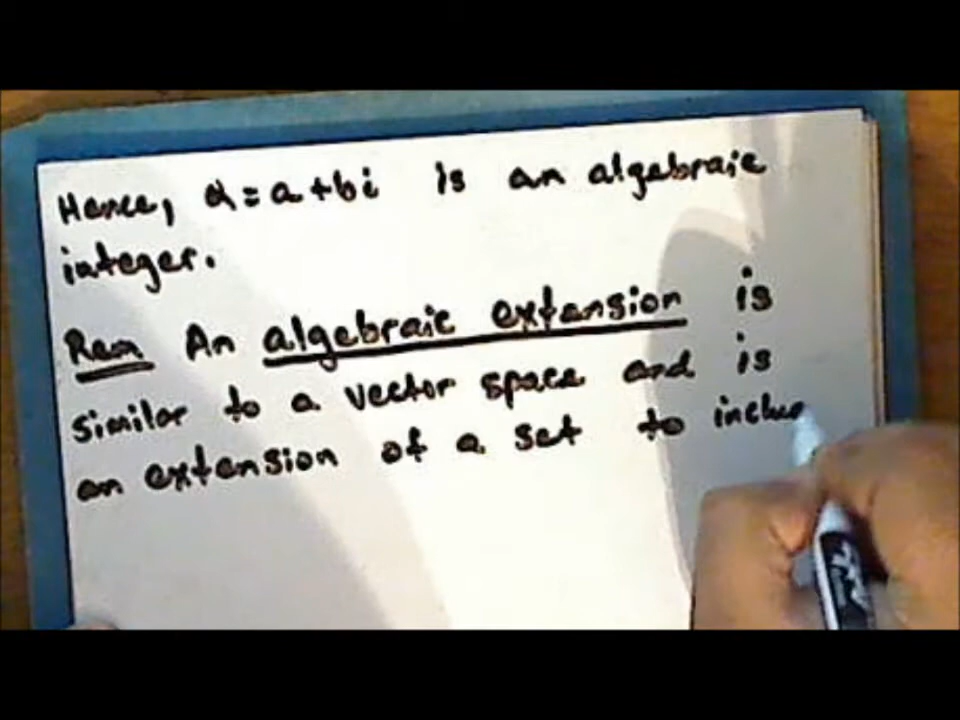 Hence, α = a + bi is an algebraic
integer.
Rem An algebraic extension is
similar to a vector space and is
an extension of a set to